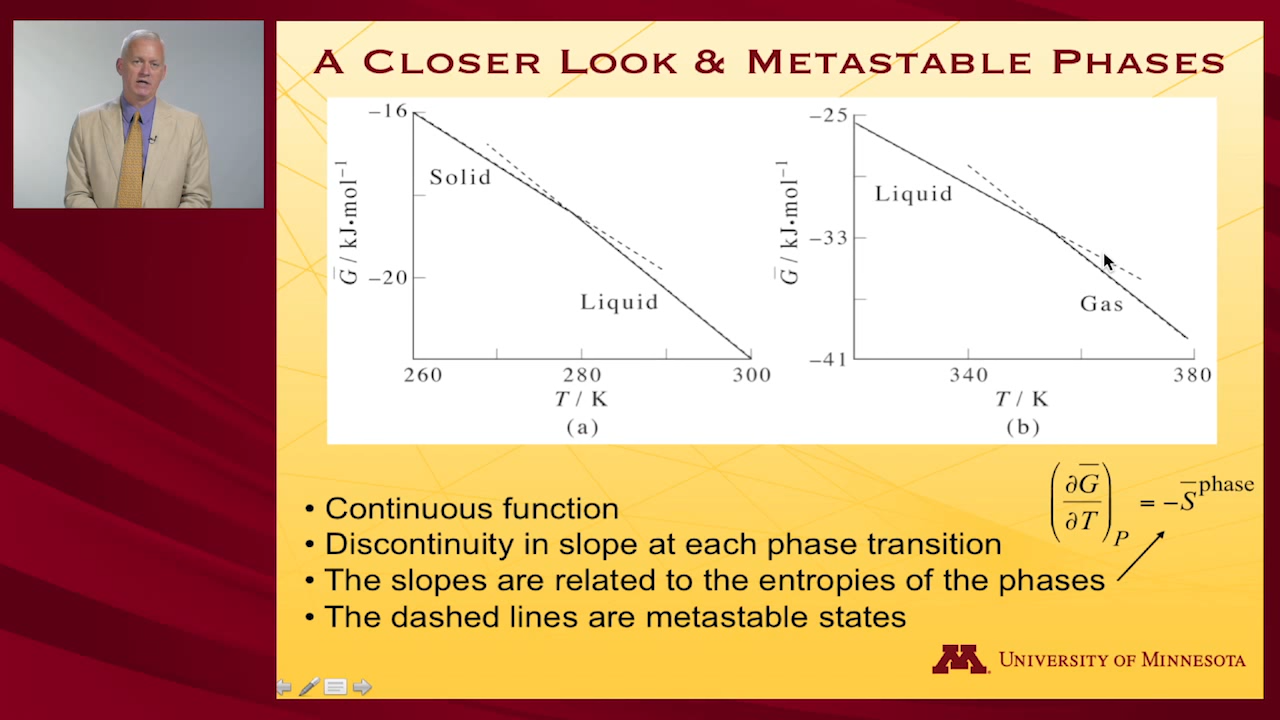 A CLOSER LOOK & METASTABLE PHASES
−16
−20
G̅ / kJ•mol⁻¹
Solid
Liquid
260
280
300
T / K
(a)
−25
−33
−41
G̅ / kJ•mol⁻¹
Liquid
Gas
340
380
T / K
(b)
(∂G̅/∂T)_P = −S̅^phase
• Continuous function
• Discontinuity in slope at each phase transition
• The slopes are related to the entropies of the phases
• The dashed lines are metastable states
M
UNIVERSITY OF MINNESOTA